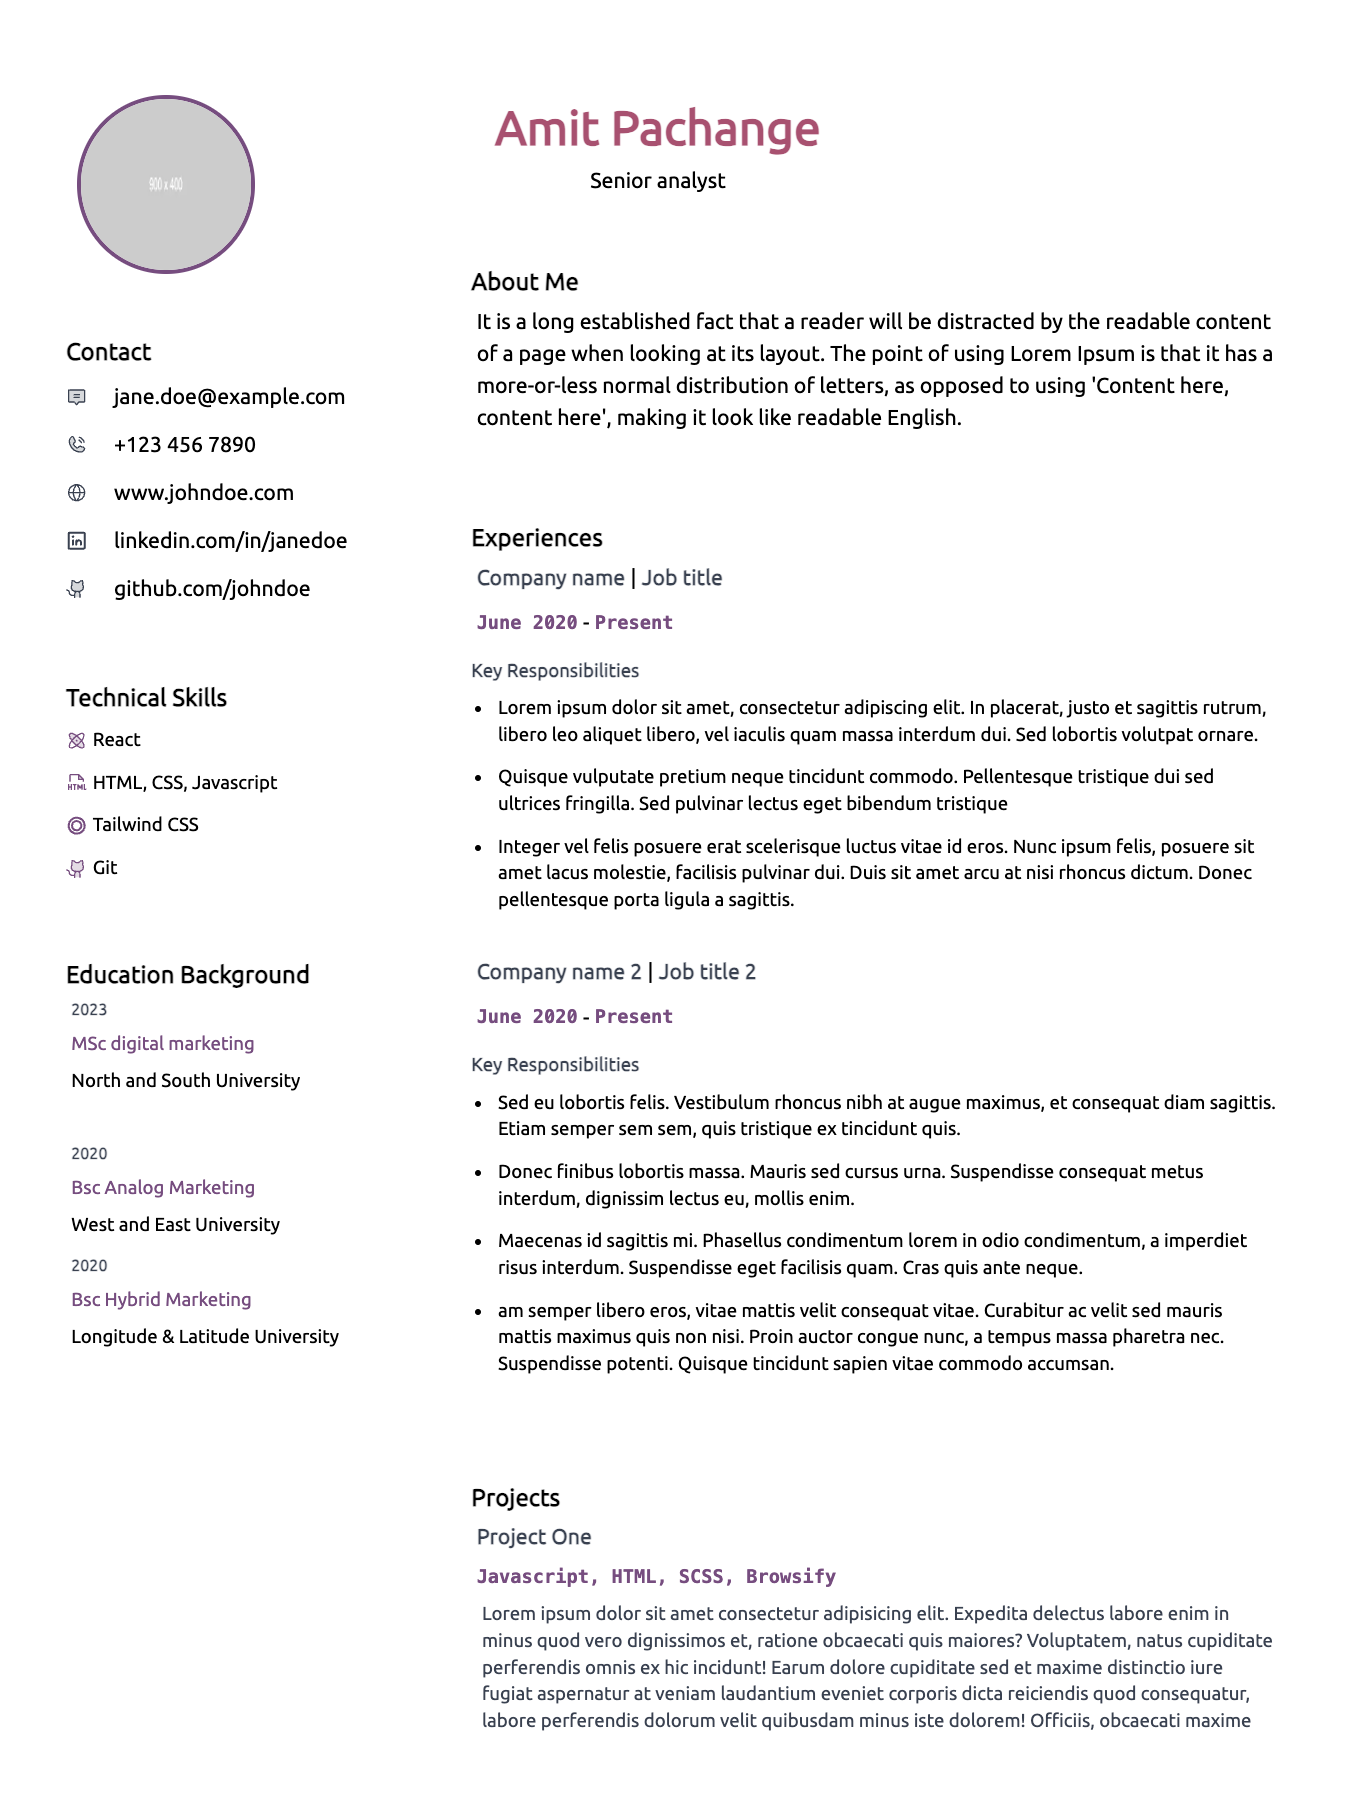 900 x 400
Amit Pachange
Senior analyst
Contact
jane.doe@example.com
+123 456 7890
www.johndoe.com
linkedin.com/in/janedoe
github.com/johndoe
Technical Skills
React
HTML, CSS, Javascript
Tailwind CSS
Git
Education Background
2023
MSc digital marketing
North and South University
2020
Bsc Analog Marketing
West and East University
2020
Bsc Hybrid Marketing
Longitude & Latitude University
About Me
It is a long established fact that a reader will be distracted by the readable content
of a page when looking at its layout. The point of using Lorem Ipsum is that it has a
more-or-less normal distribution of letters, as opposed to using 'Content here,
content here', making it look like readable English.
Experiences
Company name | Job title
June 2020 - Present
Key Responsibilities
• Lorem ipsum dolor sit amet, consectetur adipiscing elit. In placerat, justo et sagittis rutrum,
libero leo aliquet libero, vel iaculis quam massa interdum dui. Sed lobortis volutpat ornare.
• Quisque vulputate pretium neque tincidunt commodo. Pellentesque tristique dui sed
ultrices fringilla. Sed pulvinar lectus eget bibendum tristique
• Integer vel felis posuere erat scelerisque luctus vitae id eros. Nunc ipsum felis, posuere sit
amet lacus molestie, facilisis pulvinar dui. Duis sit amet arcu at nisi rhoncus dictum. Donec
pellentesque porta ligula a sagittis.
Company name 2 | Job title 2
June 2020 - Present
Key Responsibilities
• Sed eu lobortis felis. Vestibulum rhoncus nibh at augue maximus, et consequat diam sagittis.
Etiam semper sem sem, quis tristique ex tincidunt quis.
• Donec finibus lobortis massa. Mauris sed cursus urna. Suspendisse consequat metus
interdum, dignissim lectus eu, mollis enim.
• Maecenas id sagittis mi. Phasellus condimentum lorem in odio condimentum, a imperdiet
risus interdum. Suspendisse eget facilisis quam. Cras quis ante neque.
• am semper libero eros, vitae mattis velit consequat vitae. Curabitur ac velit sed mauris
mattis maximus quis non nisi. Proin auctor congue nunc, a tempus massa pharetra nec.
Suspendisse potenti. Quisque tincidunt sapien vitae commodo accumsan.
Projects
Project One
Javascript, HTML, SCSS, Browsify
Lorem ipsum dolor sit amet consectetur adipisicing elit. Expedita delectus labore enim in
minus quod vero dignissimos et, ratione obcaecati quis maiores? Voluptatem, natus cupiditate
perferendis omnis ex hic incidunt! Earum dolore cupiditate sed et maxime distinctio iure
fugiat aspernatur at veniam laudantium eveniet corporis dicta reiciendis quod consequatur,
labore perferendis dolorum velit quibusdam minus iste dolorem! Officiis, obcaecati maxime